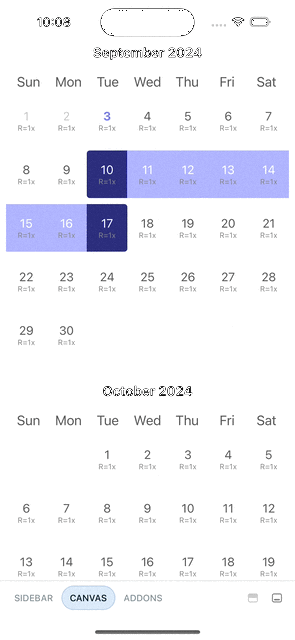 10:08
September 2024
Sun Mon Tue Wed Thu Fri Sat
1 2 3 4 5 6 7
R=1x R=1x R=1x R=1x R=1x R=1x R=1x
8 9 10 11 12 13 14
R=1x R=1x R=1x R=1x R=1x R=1x R=1x
15 16 17 18 19 20 21
R=1x R=1x R=1x R=1x R=1x R=1x R=1x
22 23 24 25 26 27 28
R=1x R=1x R=1x R=1x R=1x R=1x R=1x
29 30
R=1x R=1x
October 2024
Sun Mon Tue Wed Thu Fri Sat
1 2 3 4 5
R=1x R=1x R=1x R=1x R=1x
6 7 8 9 10 11 12
R=1x R=1x R=1x R=1x R=1x R=1x R=1x
13 14 15 16 17 18 19
R=1x R=1x R=1x R=1x R=1x R=1x R=1x
SIDEBAR CANVAS ADDONS